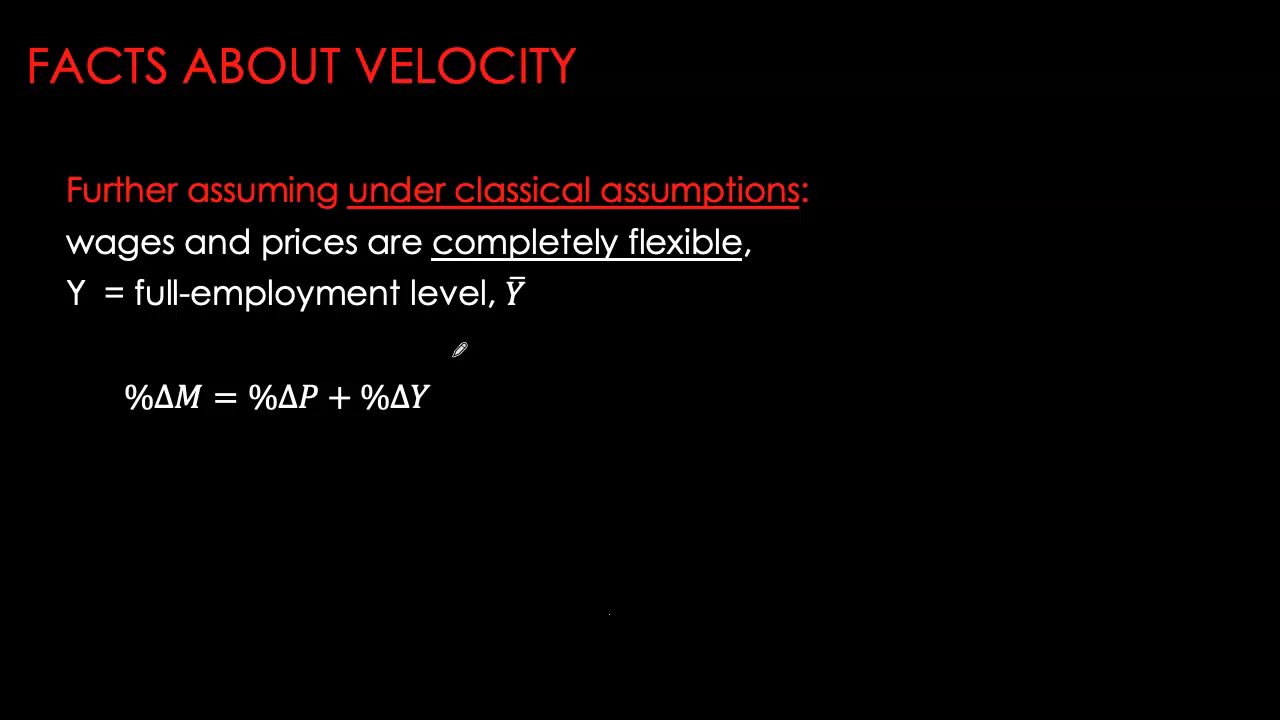 FACTS ABOUT VELOCITY
Further assuming under classical assumptions:
wages and prices are completely flexible,
Y = full-employment level, Ȳ
%ΔM = %ΔP + %ΔY